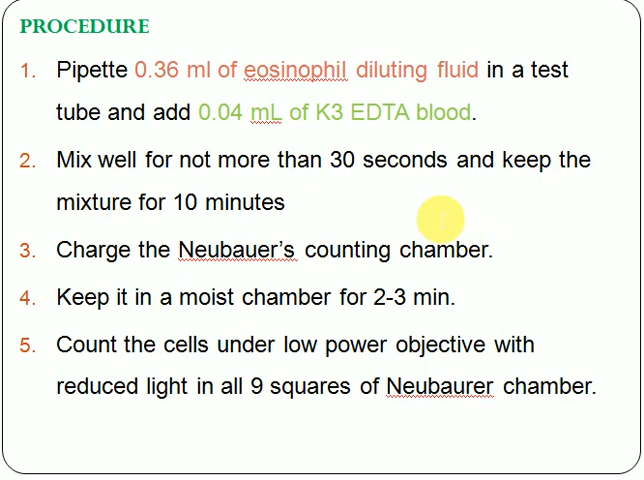 PROCEDURE
1. Pipette 0.36 ml of eosinophil diluting fluid in a test
tube and add 0.04 mL of K3 EDTA blood.
2. Mix well for not more than 30 seconds and keep the
mixture for 10 minutes
3. Charge the Neubauer’s counting chamber.
4. Keep it in a moist chamber for 2-3 min.
5. Count the cells under low power objective with
reduced light in all 9 squares of Neubaurer chamber.